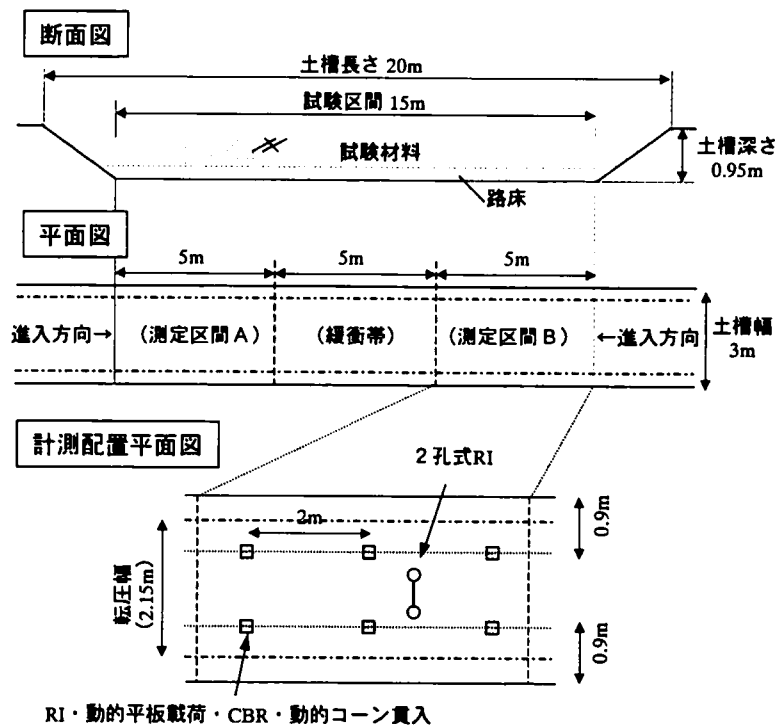 断面図
土槽長さ 20m
試験区間 15m
試験材料
土槽深さ
0.95m
路床
平面図
5m
5m
5m
進入方向→
(測定区間A)
(緩衝帯)
(測定区間B)
←進入方向
土槽幅
3m
計測配置平面図
2孔式RI
2m
0.9m
転圧幅
(2.15m)
0.9m
RI・動的平板載荷・CBR・動的コーン貫入